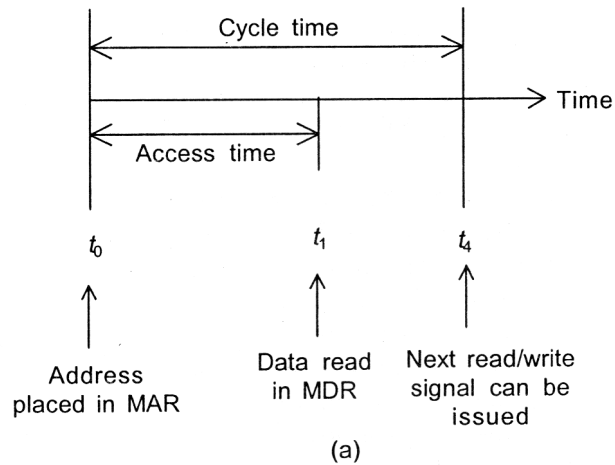 Cycle time
Time
Access time
t₀
t₁
t₄
Address
placed in MAR
Data read
in MDR
Next read/write
signal can be
issued
(a)